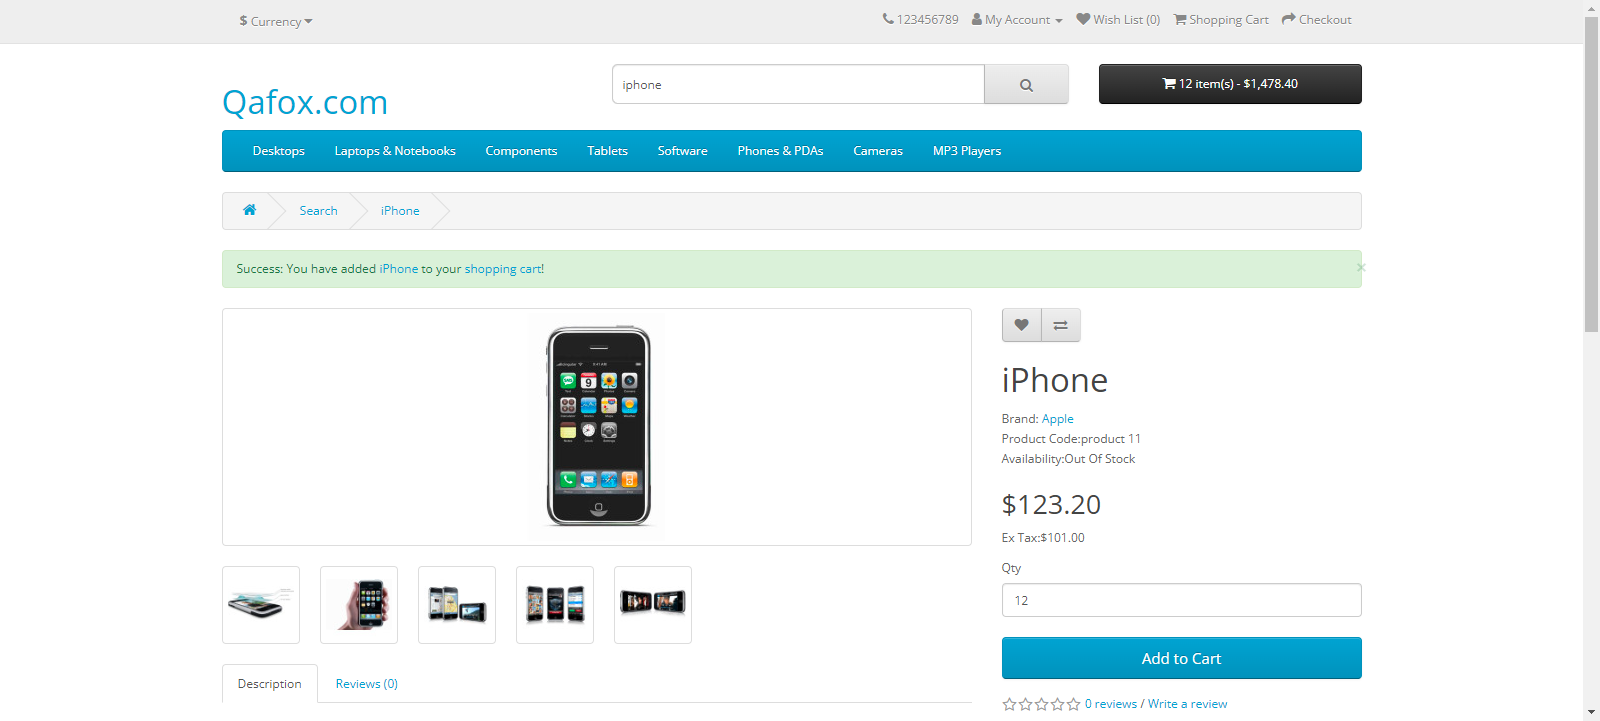 $ Currency
123456789 My Account Wish List (0) Shopping Cart Checkout
Qafox.com
iphone
12 item(s) - $1,478.40
Desktops Laptops & Notebooks Components Tablets Software Phones & PDAs Cameras MP3 Players
Search iPhone
Success: You have added iPhone to your shopping cart!
×
iPhone
Brand: Apple
Product Code:product 11
Availability:Out Of Stock
$123.20
Ex Tax:$101.00
Qty
12
Add to Cart
0 reviews / Write a review
Description Reviews (0)